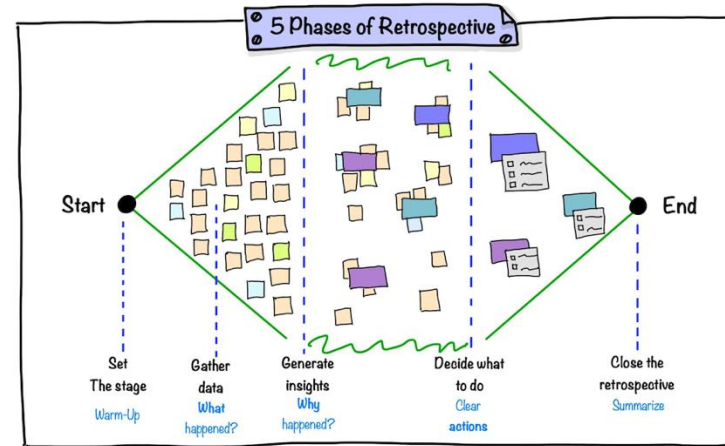 5 Phases of Retrospective
Start
End
Set
The stage
Warm-Up
Gather
data
What
happened?
Generate
insights
Why
happened?
Decide what
to do
Clear
actions
Close the
retrospective
Summarize